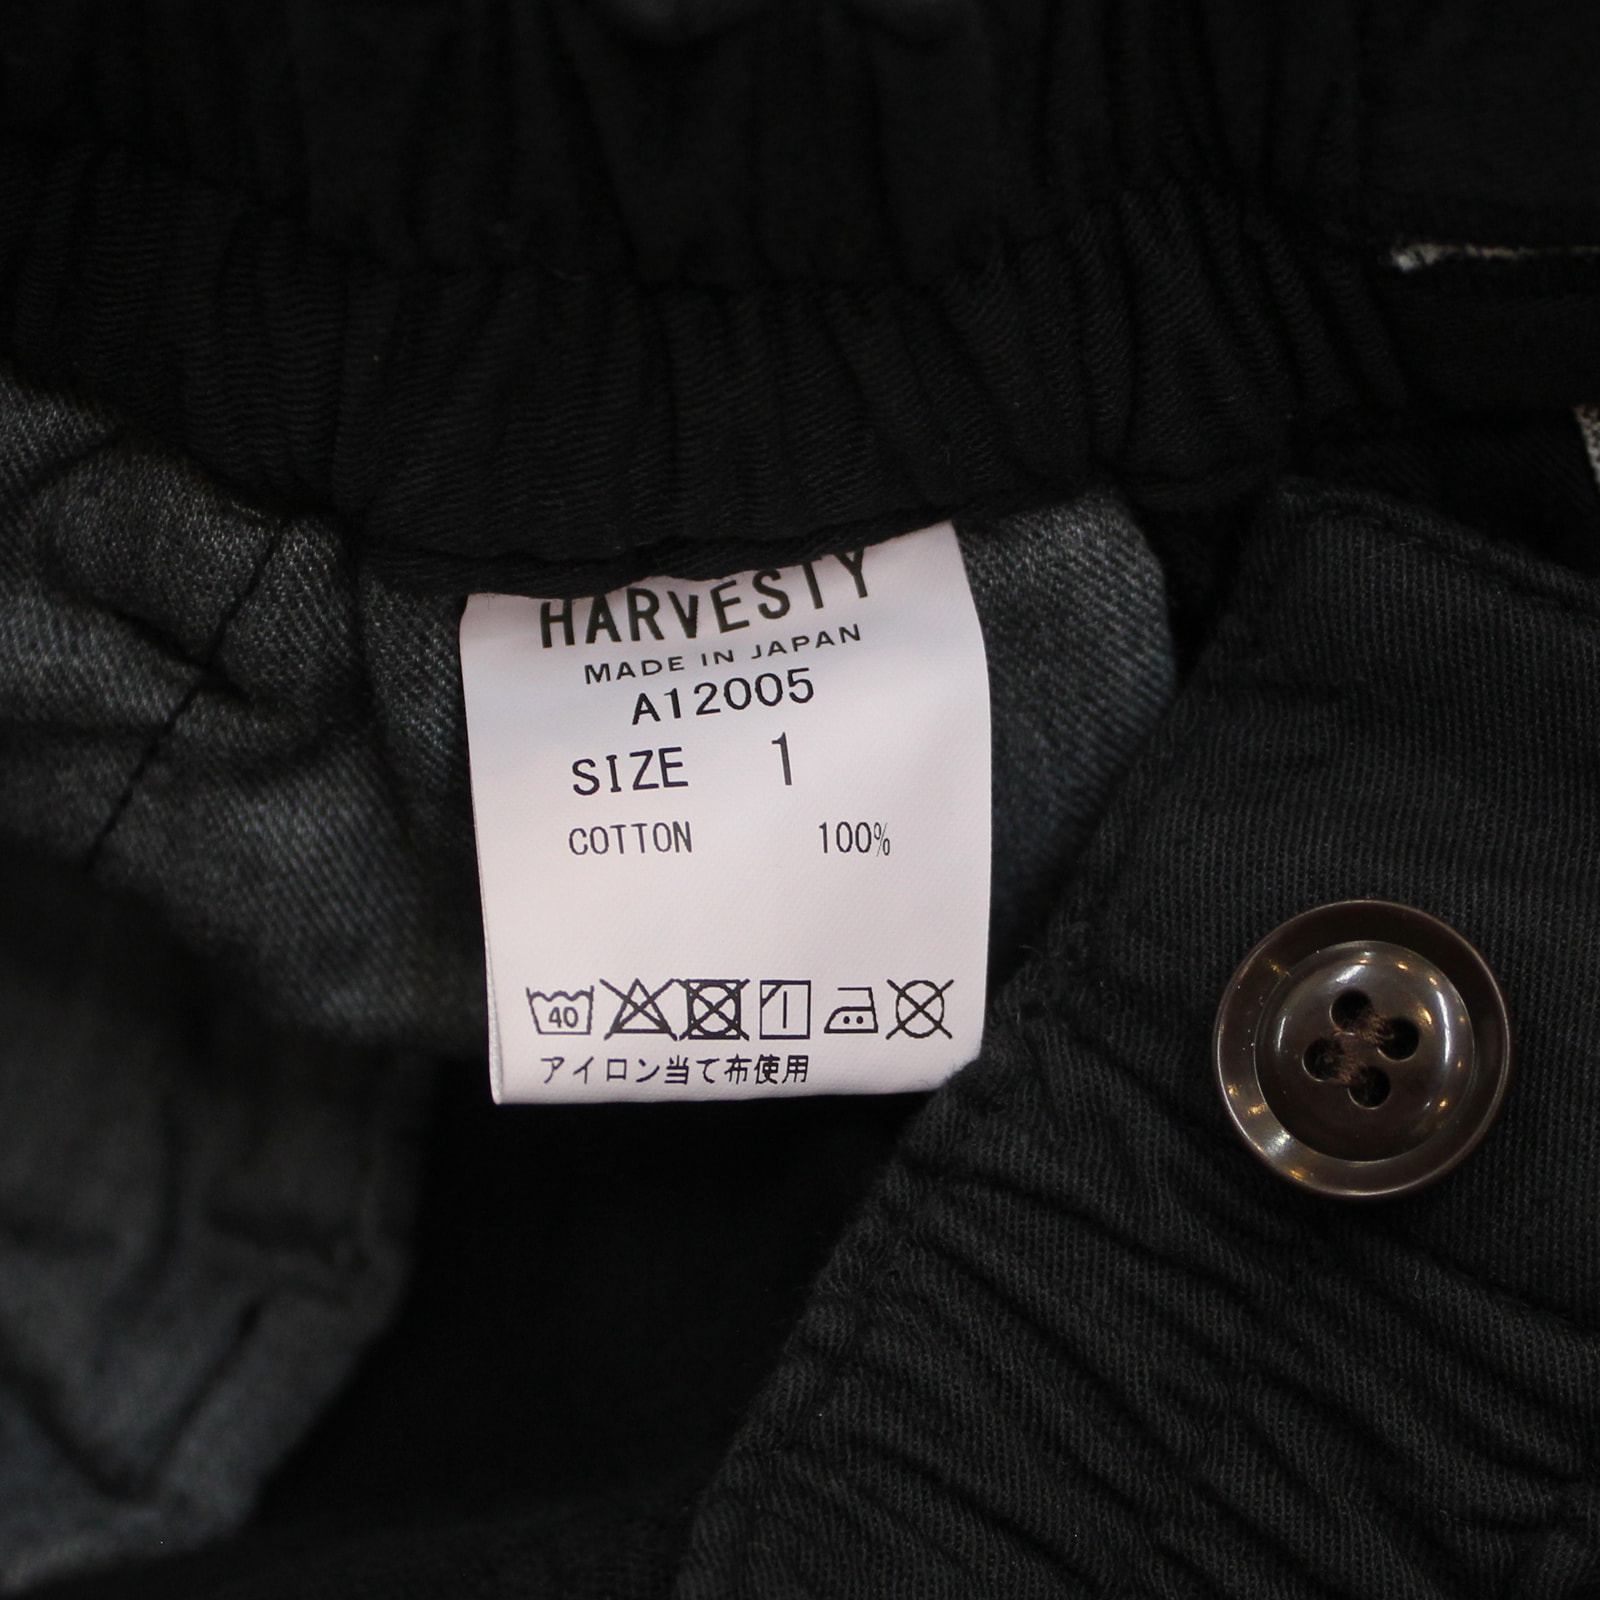 HARVESTY
MADE IN JAPAN
A12005
SIZE 1
COTTON 100%
40
アイロン当て布使用